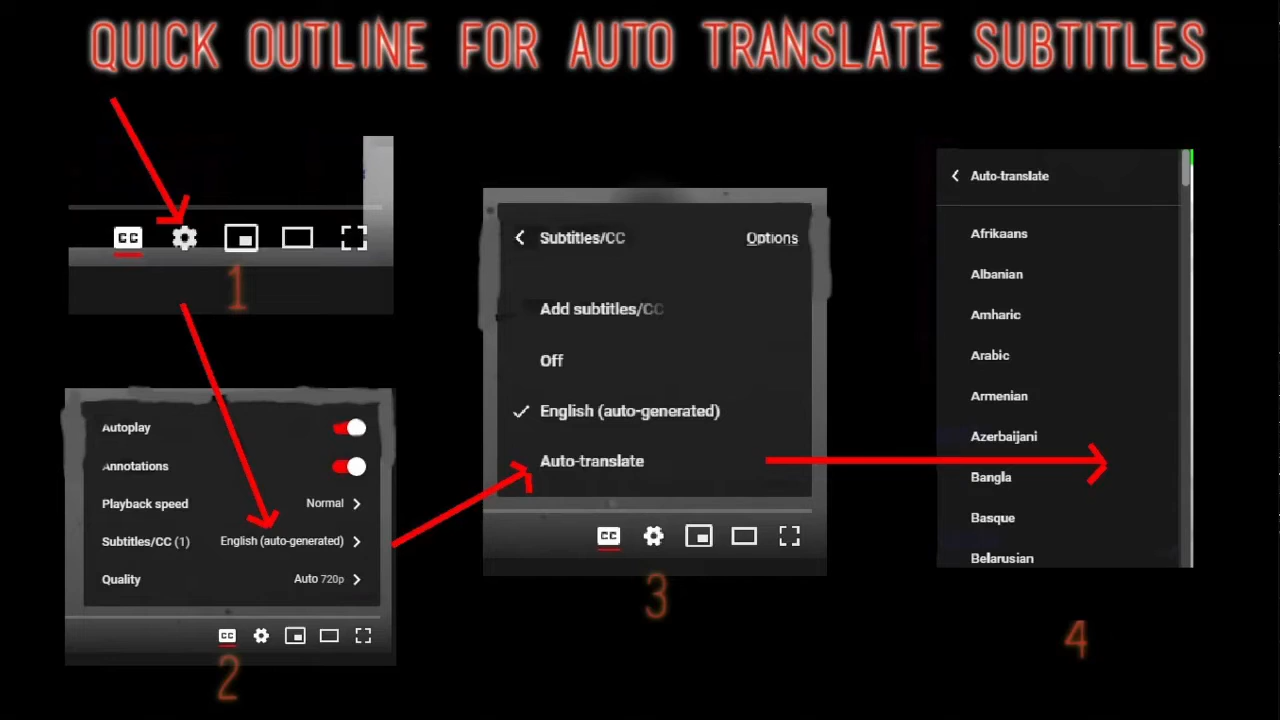 QUICK OUTLINE FOR AUTO TRANSLATE SUBTITLES
CC
1
Autoplay
Annotations
Playback speed Normal
Subtitles/CC (1) English (auto-generated)
Quality Auto 720p
CC
2
Subtitles/CC Options
Add subtitles/CC
Off
English (auto-generated)
Auto-translate
CC
3
Auto-translate
Afrikaans
Albanian
Amharic
Arabic
Armenian
Azerbaijani
Bangla
Basque
Belarusian
4